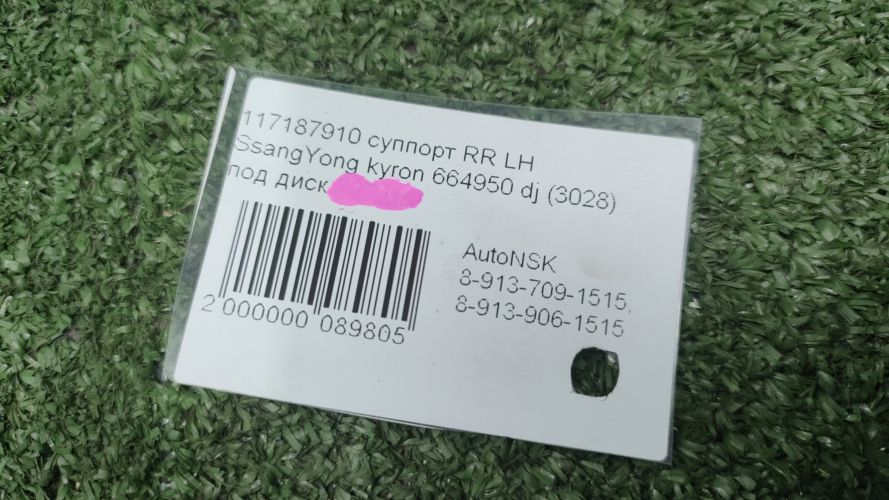 117187910 суппорт RR LH
SsangYong kyron 664950 dj (3028)
под диск
AutoNSK
8-913-709-1515,
8-913-906-1515
2 000000 089805